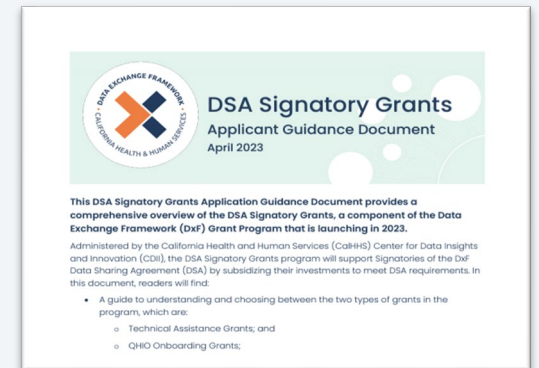 DATA EXCHANGE FRAMEWORK
CALIFORNIA HEALTH & HUMAN SERVICES
DSA Signatory Grants
Applicant Guidance Document
April 2023
This DSA Signatory Grants Application Guidance Document provides a
comprehensive overview of the DSA Signatory Grants, a component of the Data
Exchange Framework (DxF) Grant Program that is launching in 2023.
Administered by the California Health and Human Services (CalHHS) Center for Data Insights
and Innovation (CDII), the DSA Signatory Grants program will support Signatories of the DxF
Data Sharing Agreement (DSA) by subsidizing their investments to meet DSA requirements. In
this document, readers will find:
• A guide to understanding and choosing between the two types of grants in the
program, which are:
o Technical Assistance Grants; and
o QHIO Onboarding Grants;